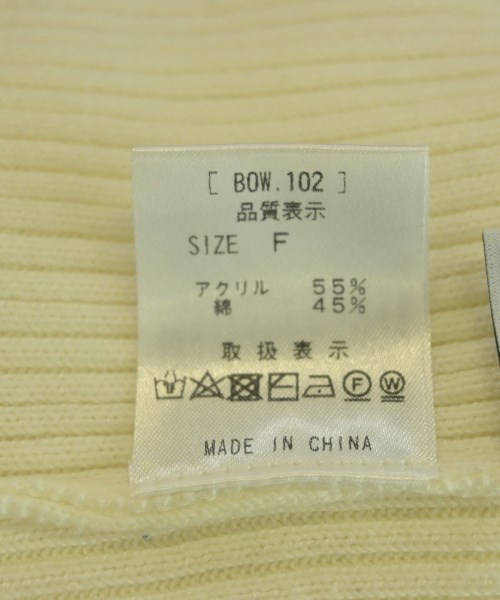 [ BOW.102 ]
品質表示
SIZE F
アクリル 55%
綿 45%
取扱表示
F W
MADE IN CHINA